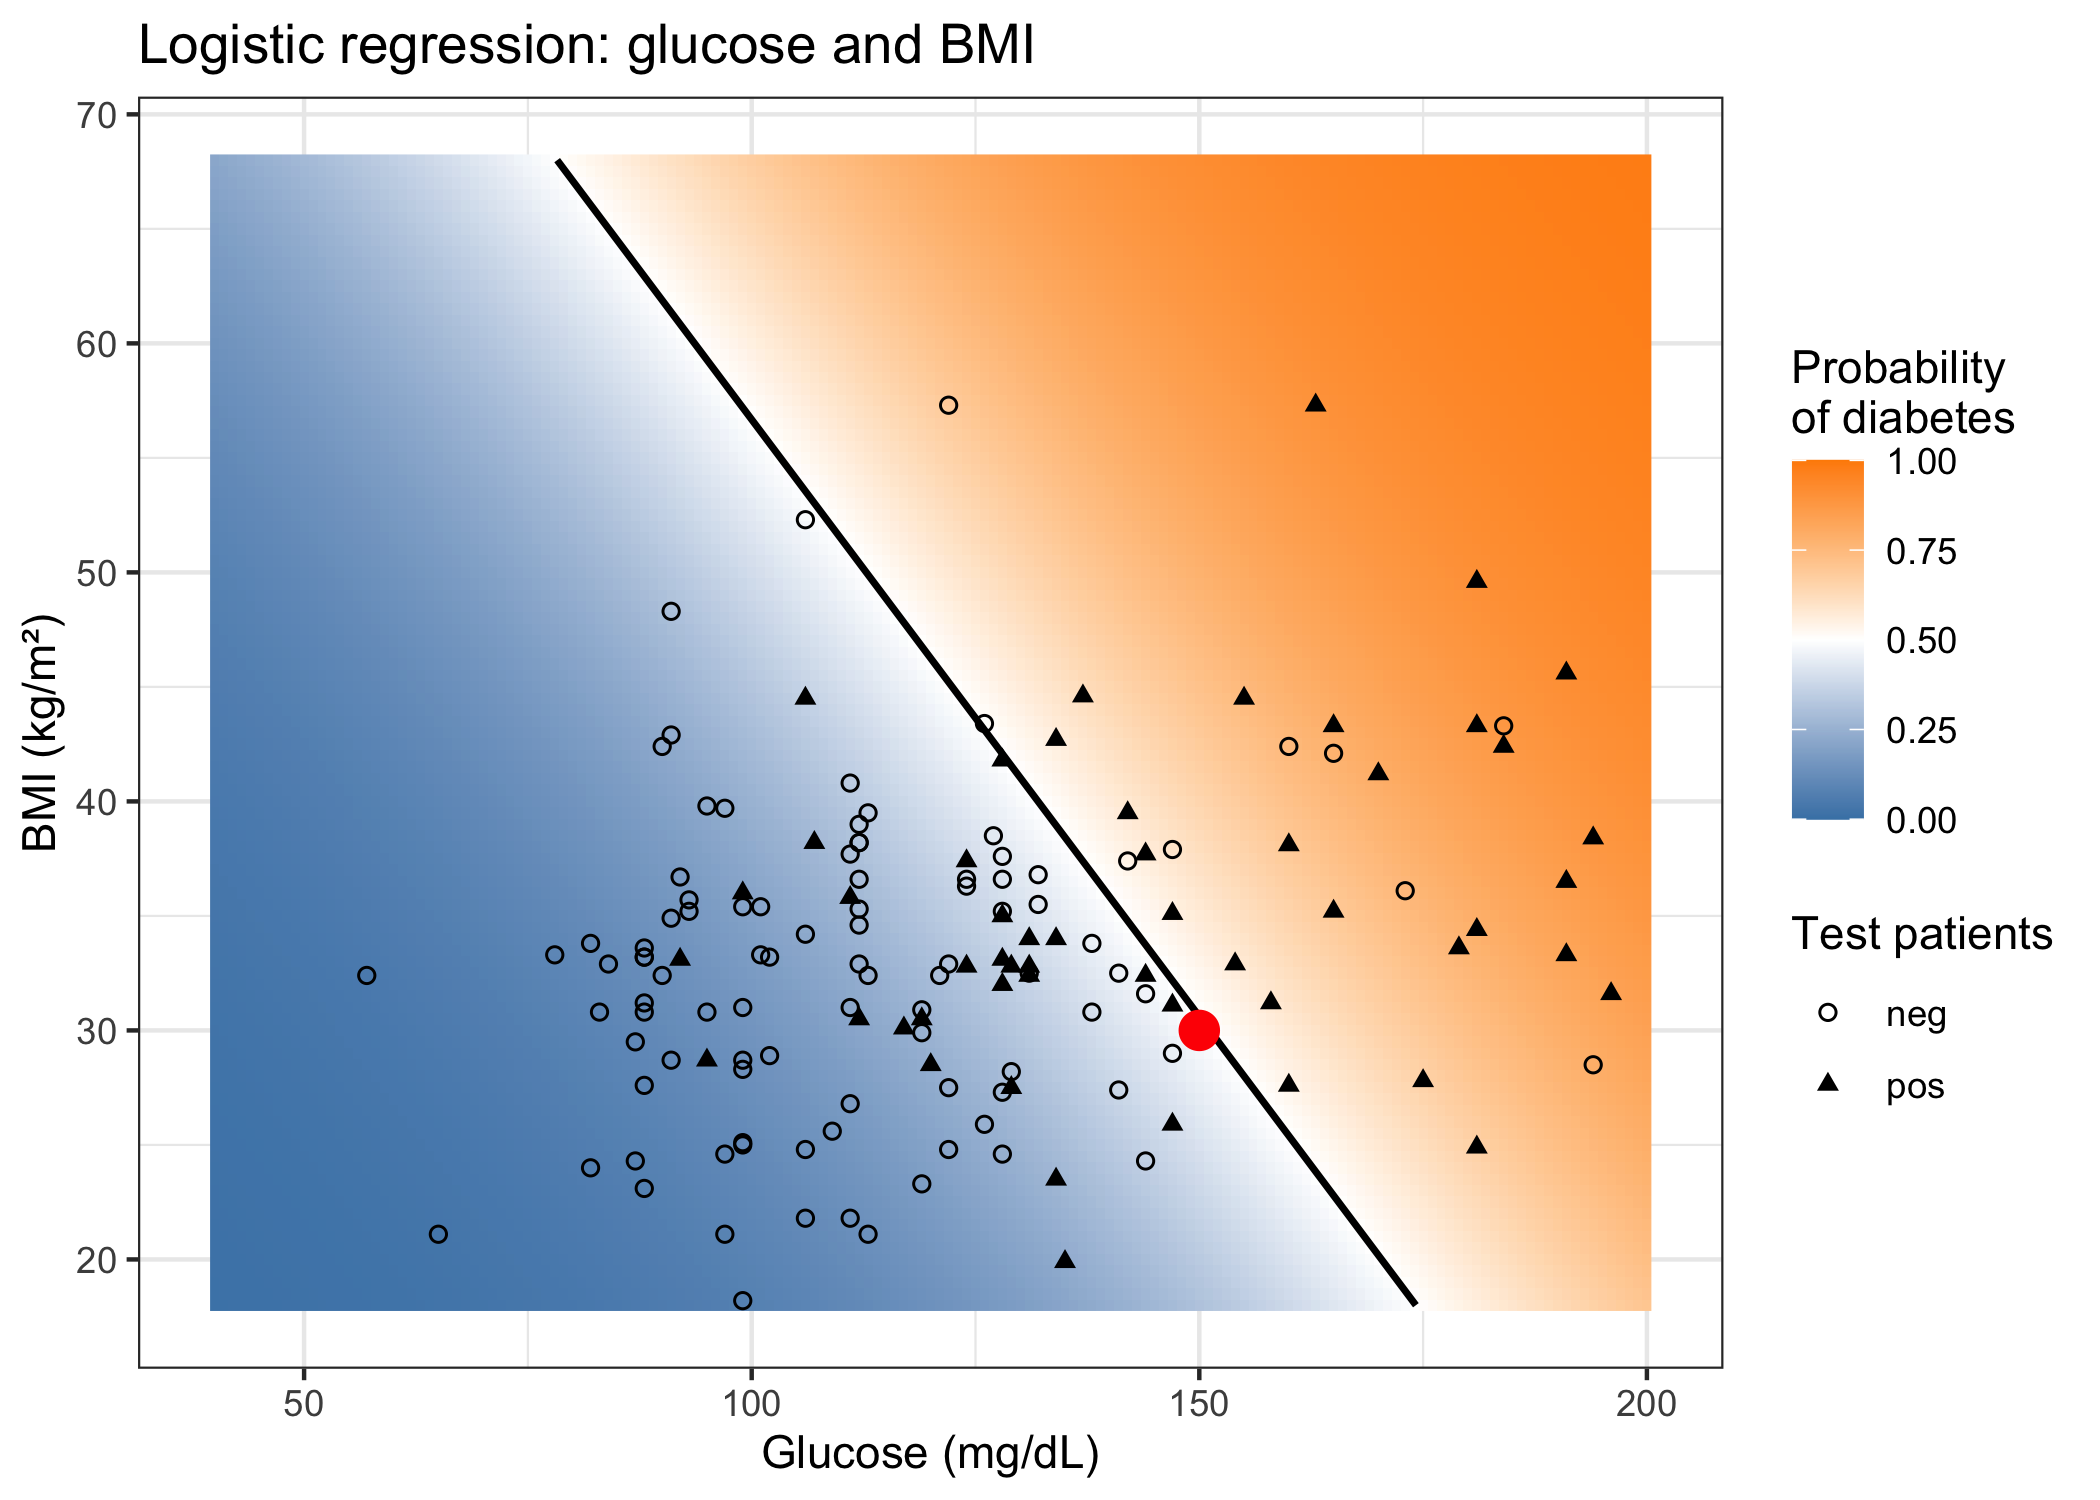 Logistic regression: glucose and BMI
70
60
50
40
30
20
BMI (kg/m²)
50
100
150
200
Glucose (mg/dL)
Probability
of diabetes
1.00
0.75
0.50
0.25
0.00
Test patients
neg
pos